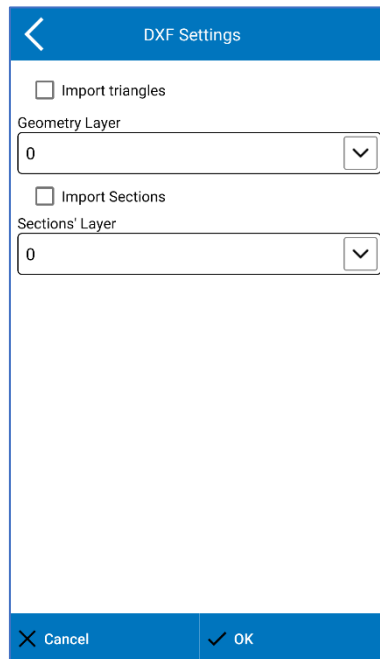 DXF Settings
Import triangles
Geometry Layer
0
Import Sections
Sections' Layer
0
Cancel
OK